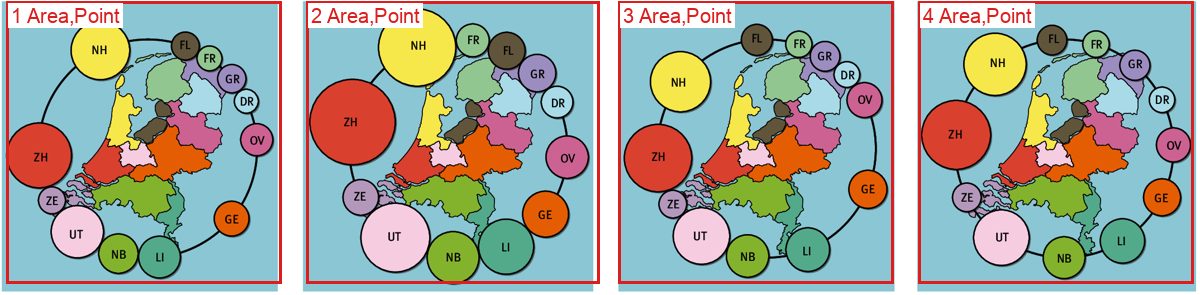 1 Area,Point
NH
FL
FR
GR
DR
OV
ZH
ZE
GE
UT
NB
LI
2 Area,Point
NH
FR
FL
GR
DR
ZH
OV
ZE
GE
UT
LI
NB
3 Area,Point
FL
FR
GR
DR
NH
OV
ZH
GE
ZE
UT
NB
LI
4 Area,Point
FL
FR
NH
GR
DR
ZH
OV
ZE
GE
UT
LI
NB